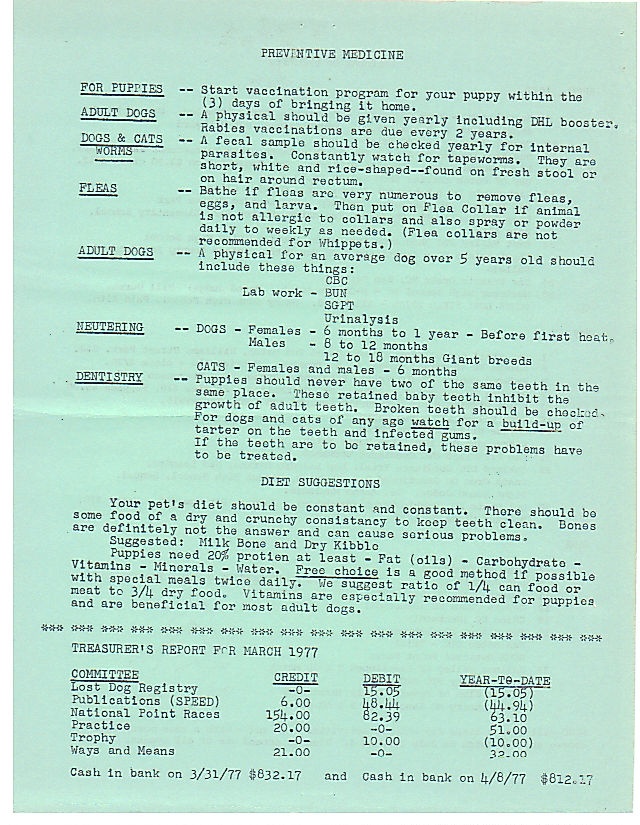 PREVENTIVE MEDICINE
FOR PUPPIES -- Start vaccination program for your puppy within the
(3) days of bringing it home.
ADULT DOGS -- A physical should be given yearly including DHL booster.
Rabies vaccinations are due every 2 years.
DOGS & CATS -- A fecal sample should be checked yearly for internal
WORMS parasites. Constantly watch for tapeworms. They are
short, white and rice-shaped--found on fresh stool or
on hair around rectum.
FLEAS -- Bathe if fleas are very numerous to remove fleas,
eggs, and larva. Then put on Flea Collar if animal
is not allergic to collars and also spray or powder
daily to weekly as needed. (Flea collars are not
recommended for Whippets.)
ADULT DOGS -- A physical for an average dog over 5 years old should
include these things:
CBC
Lab work - BUN
SGPT
Urinalysis
NEUTERING -- DOGS - Females - 6 months to 1 year - Before first heat.
Males - 8 to 12 months
12 to 18 months Giant breeds
CATS - Females and males - 6 months
DENTISTRY -- Puppies should never have two of the same teeth in the
same place. These retained baby teeth inhibit the
growth of adult teeth. Broken teeth should be checked.
For dogs and cats of any age watch for a build-up of
tarter on the teeth and infected gums.
If the teeth are to be retained, these problems have
to be treated.
DIET SUGGESTIONS
Your pet's diet should be constant and constant. There should be
some food of a dry and crunchy consistancy to keep teeth clean. Bones
are definitely not the answer and can cause serious problems.
Suggested: Milk Bone and Dry Kibble
Puppies need 20% protien at least - Fat (oils) - Carbohydrate -
Vitamins - Minerals - Water. Free choice is a good method if possible
with special meals twice daily. We suggest ratio of 1/4 can food or
meat to 3/4 dry food. Vitamins are especially recommended for puppies
and are beneficial for most adult dogs.
*** *** *** *** *** *** *** *** *** *** *** *** *** *** *** *** *** *** ***
TREASURER'S REPORT FOR MARCH 1977
COMMITTEE CREDIT DEBIT YEAR-TO-DATE
Lost Dog Registry -0- 15.05 (15.05)
Publications (SPEED) 6.00 48.44 (44.94)
National Point Races 154.00 82.39 63.10
Practice 20.00 -0- 51.00
Trophy -0- 10.00 (10.00)
Ways and Means 21.00 -0- 32.00
Cash in bank on 3/31/77 $832.17 and Cash in bank on 4/8/77 $812.17